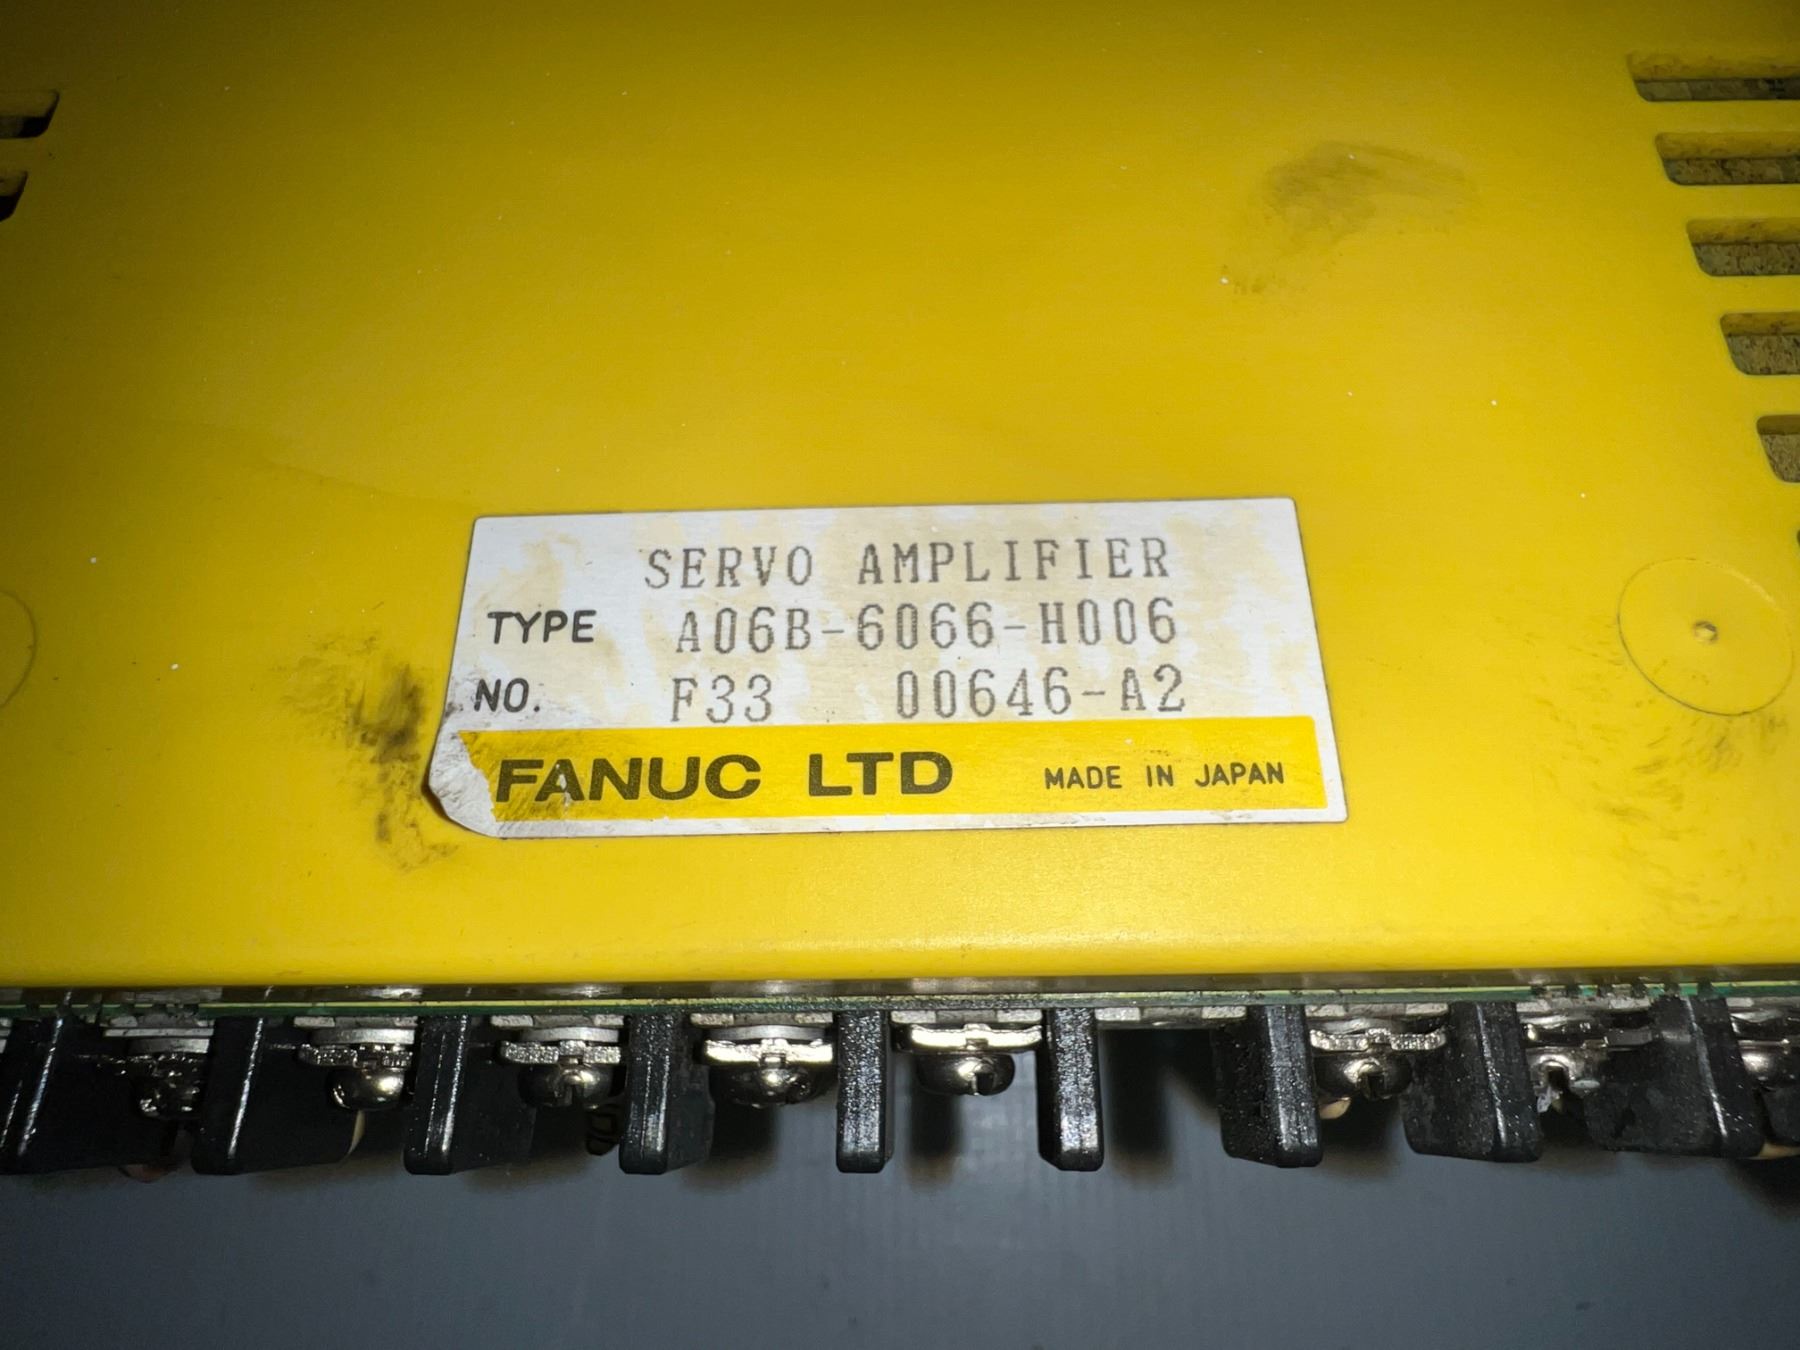 SERVO AMPLIFIER
TYPE A06B-6066-H006
NO. F33 00646-A2
FANUC LTD MADE IN JAPAN